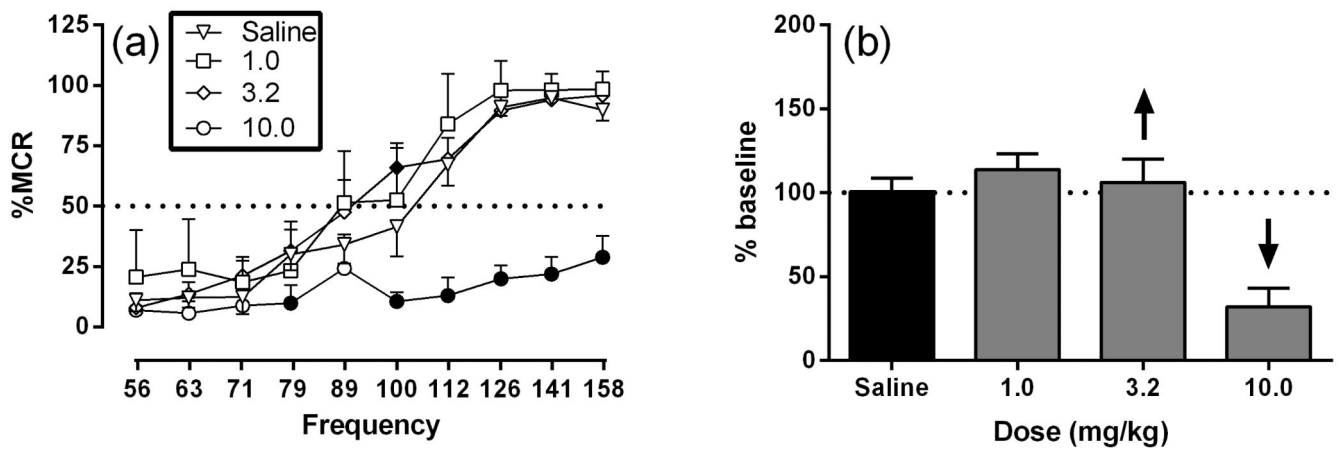 (a)
Saline
1.0
3.2
10.0
125
100
75
50
25
0
%MCR
56 63 71 79 89 100 112 126 141 158
Frequency
(b)
200
150
100
50
0
% baseline
Saline 1.0 3.2 10.0
Dose (mg/kg)